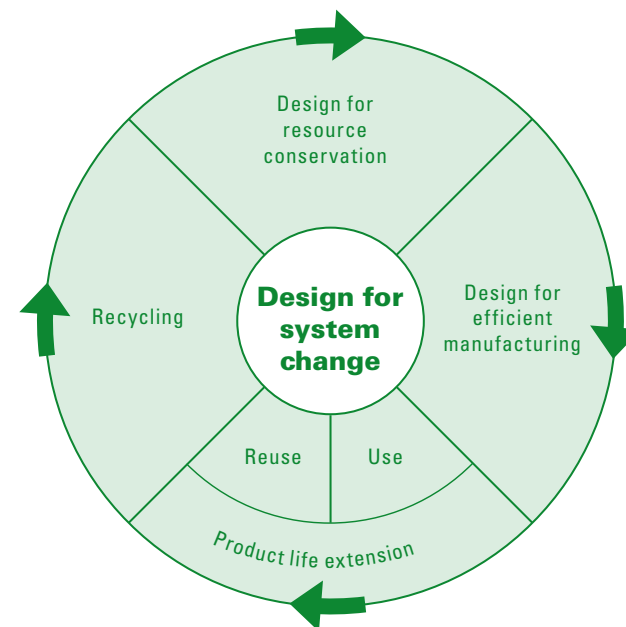 Design for
resource
conservation
Design for
system
change
Design for
efficient
manufacturing
Recycling
Reuse
Use
Product life extension